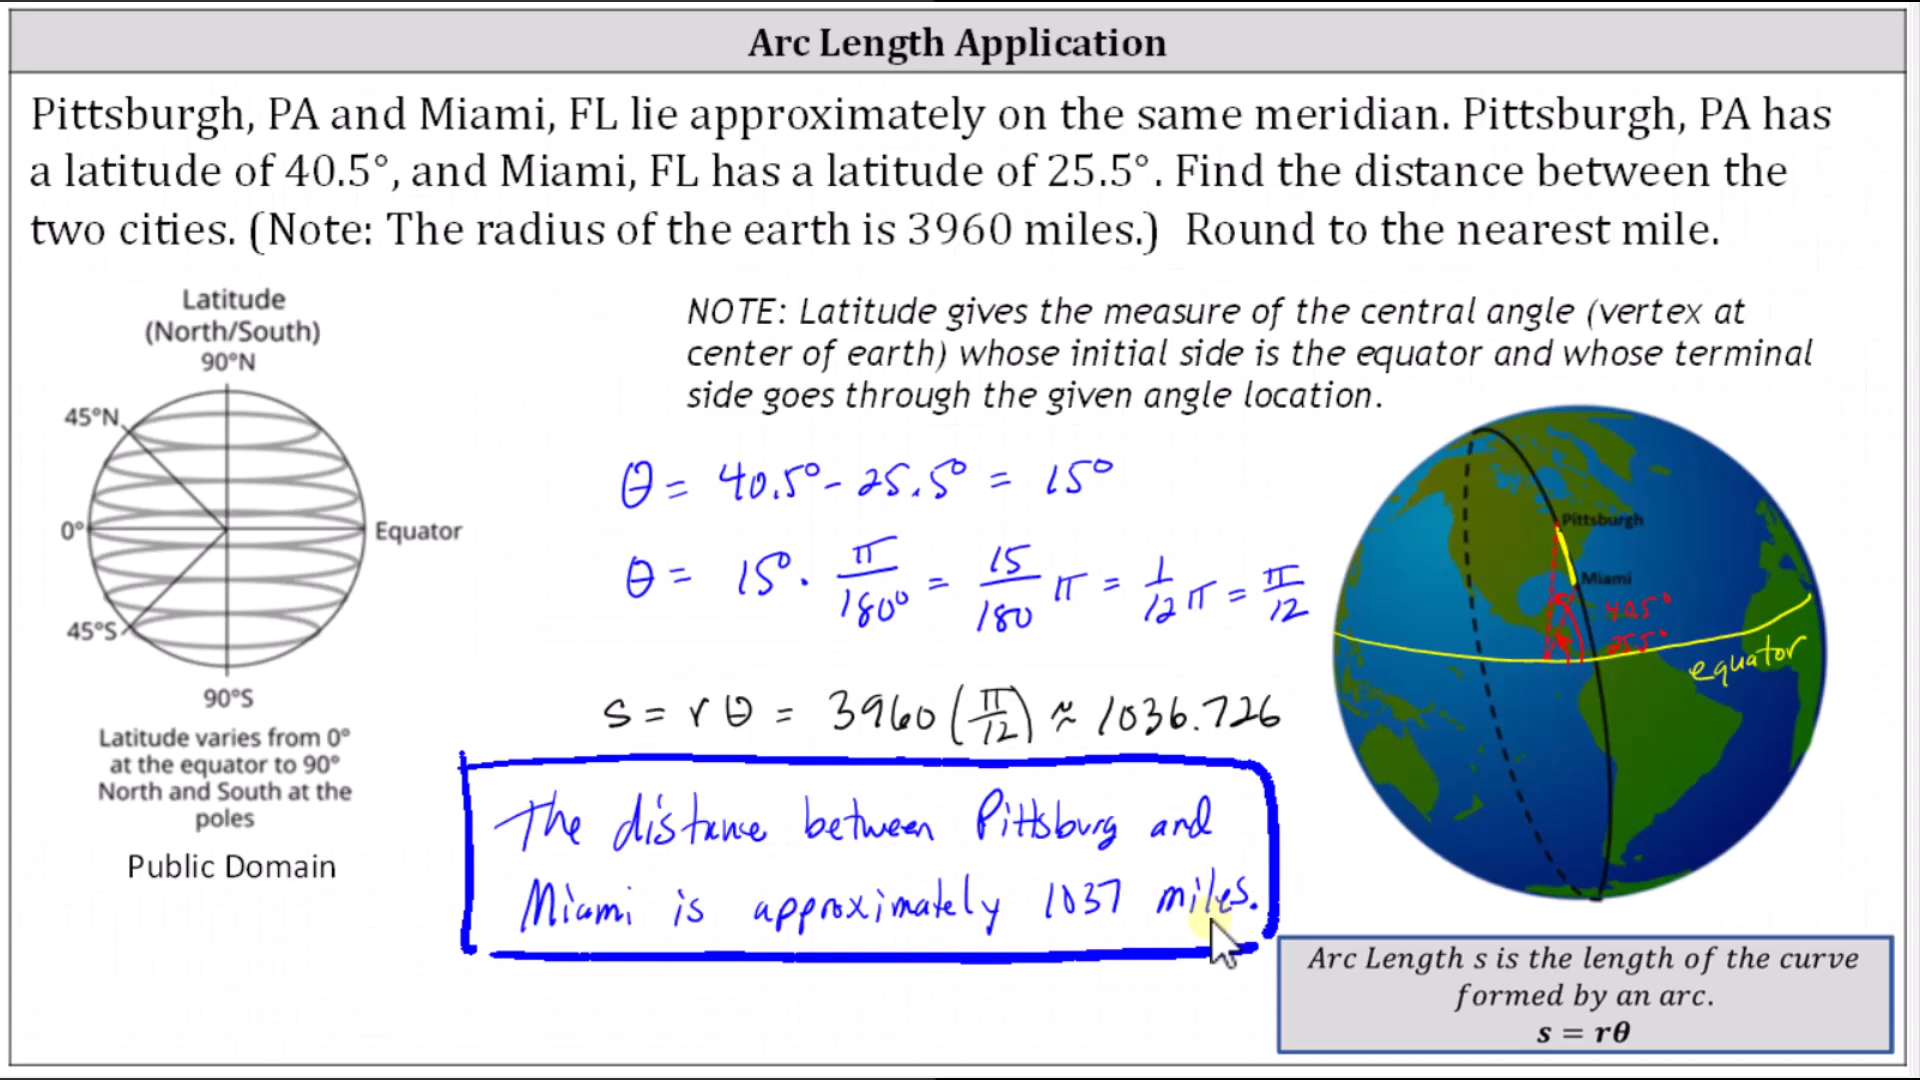 Arc Length Application
Pittsburgh, PA and Miami, FL lie approximately on the same meridian. Pittsburgh, PA has
a latitude of 40.5°, and Miami, FL has a latitude of 25.5°. Find the distance between the
two cities. (Note: The radius of the earth is 3960 miles.) Round to the nearest mile.
Latitude
(North/South)
90°N
45°N
0°
Equator
45°S
90°S
Latitude varies from 0°
at the equator to 90°
North and South at the
poles
Public Domain
NOTE: Latitude gives the measure of the central angle (vertex at
center of earth) whose initial side is the equator and whose terminal
side goes through the given angle location.
θ = 40.5° - 25.5° = 15°
θ = 15° · π/180° = 15/180 π = 1/12 π = π/12
s = r θ = 3960 (π/12) ≈ 1036.726
The distance between Pittsburg and
Miami is approximately 1037 miles.
Pittsburgh
Miami
40.5°
25.5°
equator
Arc Length s is the length of the curve
formed by an arc.
s = rθ